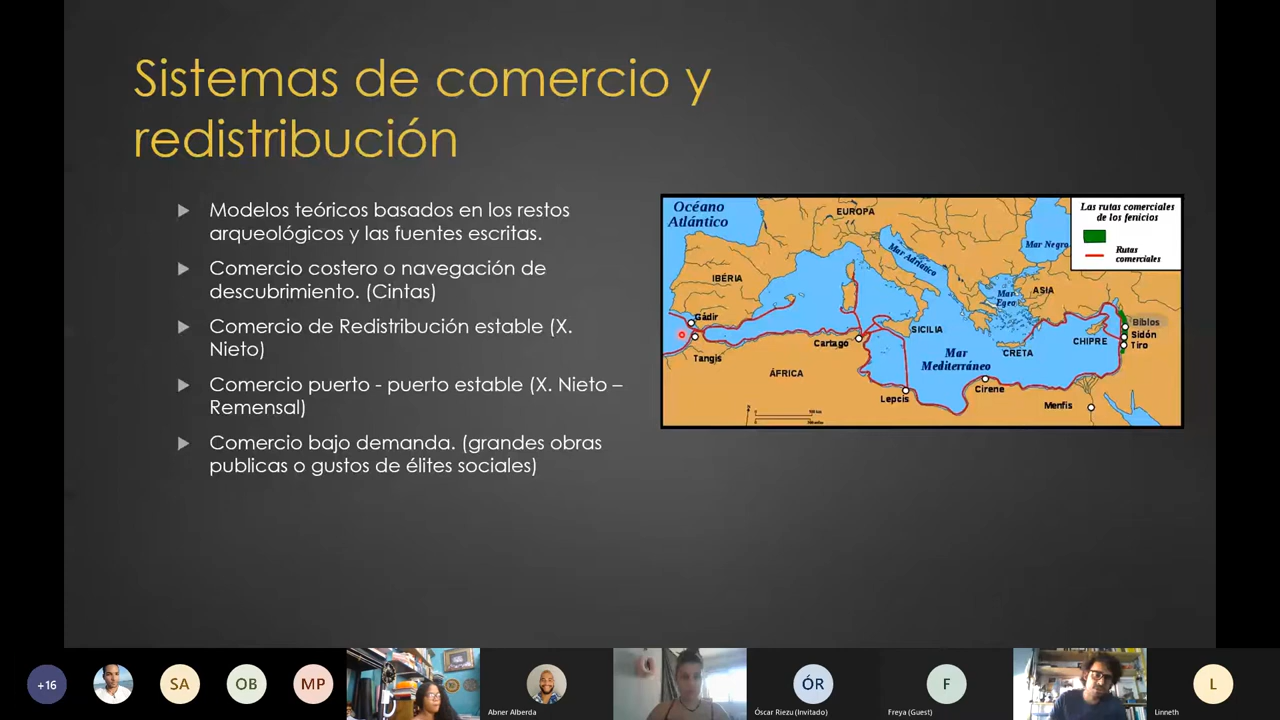 Sistemas de comercio y
redistribución
Modelos teóricos basados en los restos
arqueológicos y las fuentes escritas.
Comercio costero o navegación de
descubrimiento. (Cintas)
Comercio de Redistribución estable (X.
Nieto)
Comercio puerto - puerto estable (X. Nieto –
Remensal)
Comercio bajo demanda. (grandes obras
publicas o gustos de élites sociales)
Océano
Atlántico
EUROPA
Las rutas comerciales
de los fenicios
Rutas
comerciales
Mar Negro
Mar Adriático
IBÉRIA
Mar
Egeo
ASIA
Gádir
Tangis
Cartago
SICILIA
Mar
Mediterráneo
CRETA
CHIPRE
Biblos
Sidón
Tiro
ÁFRICA
Lepcis
Cirene
Menfis
+16
SA
OB
MP
Abner Alberda
ÓR
Óscar Riezu (Invitado)
F
Freya (Guest)
L
Linneth